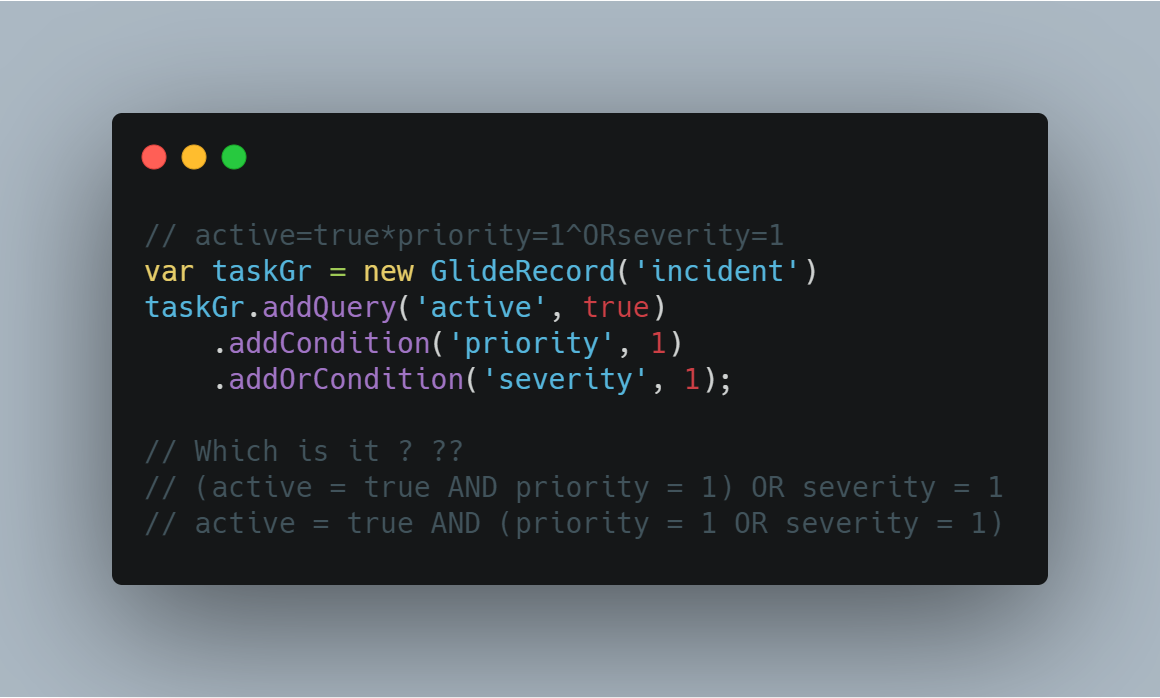 // active=true*priority=1^ORseverity=1
var taskGr = new GlideRecord('incident')
taskGr.addQuery('active', true)
    .addCondition('priority', 1)
    .addOrCondition('severity', 1);

// Which is it ? ??
// (active = true AND priority = 1) OR severity = 1
// active = true AND (priority = 1 OR severity = 1)